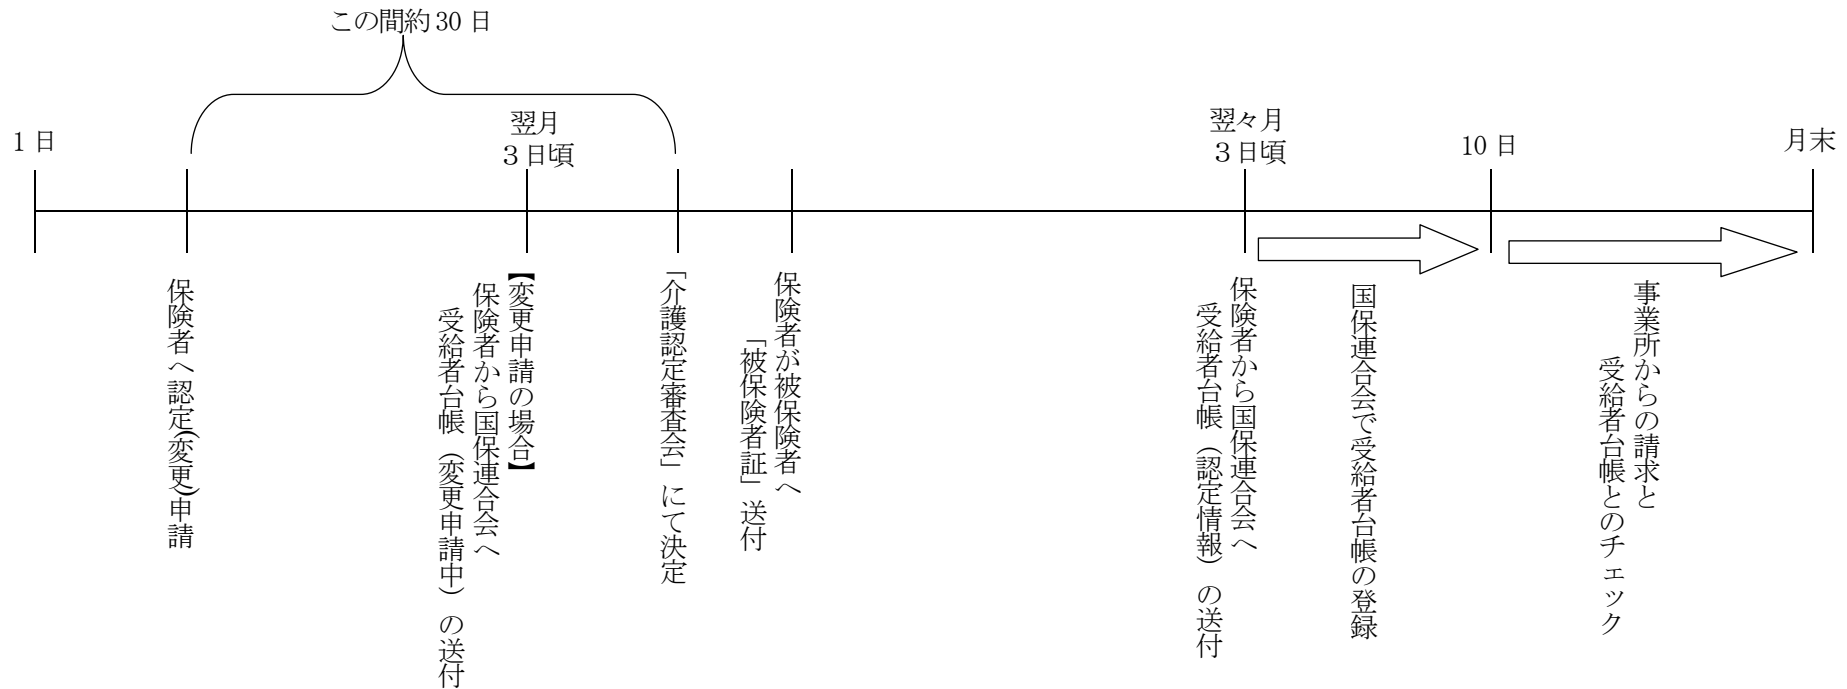 この間約30日
1日
翌月
3日頃
翌々月
3日頃
10日
月末
保険者へ認定(変更)申請
【変更申請の場合】
保険者から国保連合会へ
受給者台帳(変更申請中)の送付
「介護認定審査会」にて決定
保険者が被保険者へ
「被保険者証」送付
保険者から国保連合会へ
受給者台帳(認定情報)の送付
国保連合会で受給者台帳の登録
事業所からの請求と
受給者台帳とのチェック